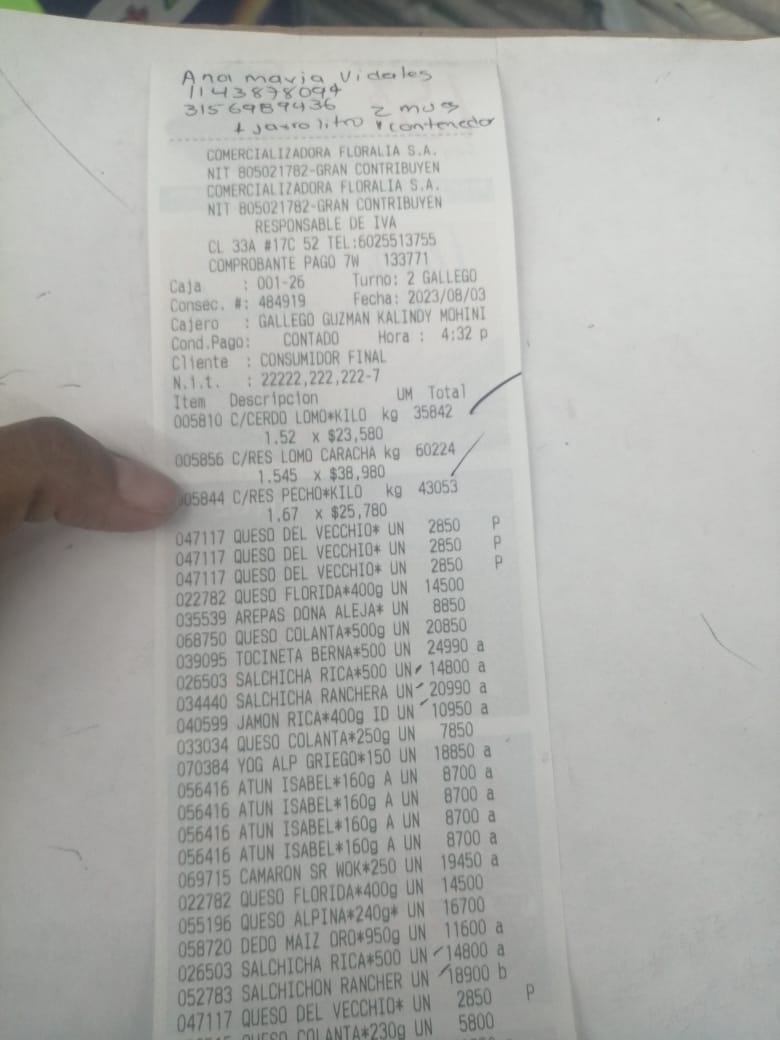 Ana maria Vidales
1143878094
3156989436 2 mug
+ jarro litro y contenedor
COMERCIALIZADORA FLORALIA S.A.
NIT 805021782-GRAN CONTRIBUYEN
COMERCIALIZADORA FLORALIA S.A.
NIT 805021782-GRAN CONTRIBUYEN
RESPONSABLE DE IVA
CL 33A #17C 52 TEL:6025513755
COMPROBANTE PAGO 7W 133771
Caja : 001-26 Turno: 2 GALLEGO
Consec. #: 484919 Fecha: 2023/08/03
Cajero : GALLEGO GUZMAN KALINDY MOHINI
Cond.Pago: CONTADO Hora : 4:32 p
Cliente : CONSUMIDOR FINAL
N.i.t. : 22222,222,222-7
Item Descripcion UM Total
005810 C/CERDO LOMO*KILO kg 35842
1.52 x $23,580
005856 C/RES LOMO CARACHA kg 60224
1.545 x $38,980
005844 C/RES PECHO*KILO kg 43053
1.67 x $25,780
047117 QUESO DEL VECCHIO* UN 2850 P
047117 QUESO DEL VECCHIO* UN 2850 P
047117 QUESO DEL VECCHIO* UN 2850 P
022782 QUESO FLORIDA*400g UN 14500
035539 AREPAS DONA ALEJA* UN 8850
068750 QUESO COLANTA*500g UN 20850
039095 TOCINETA BERNA*500 UN 24990 a
026503 SALCHICHA RICA*500 UN 14800 a
034440 SALCHICHA RANCHERA UN 20990 a
040599 JAMON RICA*400g ID UN 10950 a
033034 QUESO COLANTA*250g UN 7850
070384 YOG ALP GRIEGO*150 UN 18850 a
056416 ATUN ISABEL*160g A UN 8700 a
056416 ATUN ISABEL*160g A UN 8700 a
056416 ATUN ISABEL*160g A UN 8700 a
056416 ATUN ISABEL*160g A UN 8700 a
069715 CAMARON SR WOK*250 UN 19450 a
022782 QUESO FLORIDA*400g UN 14500
055196 QUESO ALPINA*240g* UN 16700
058720 DEDO MAIZ ORO*950g UN 11600 a
026503 SALCHICHA RICA*500 UN 14800 a
052783 SALCHICHON RANCHER UN 18900 b
047117 QUESO DEL VECCHIO* UN 2850 P
QUESO COLANTA*230g UN 5800